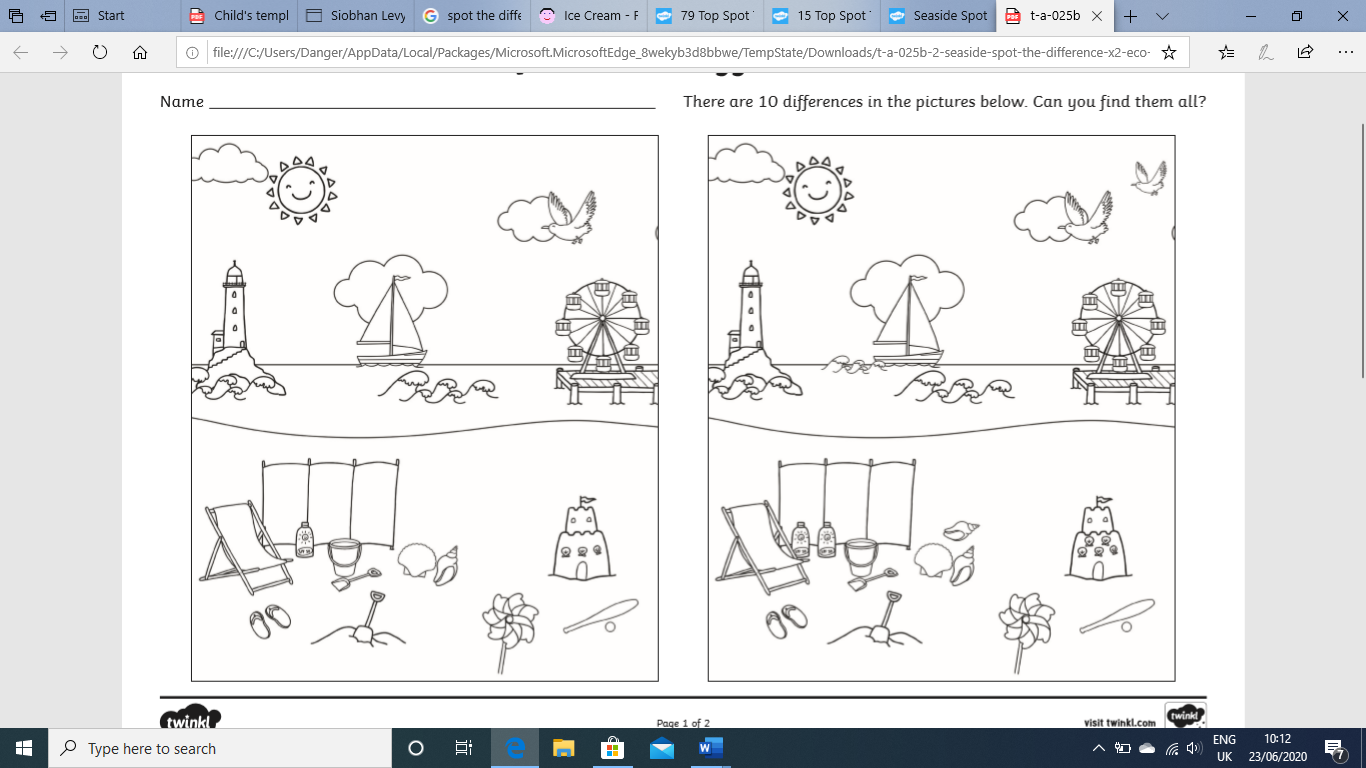 Start
Child's templ
Siobhan Levy
spot the diffe
Ice Cream - F
79 Top Spot
15 Top Spot
Seaside Spot
t-a-025b
file:///C:/Users/Danger/AppData/Local/Packages/Microsoft.MicrosoftEdge_8wekyb3d8bbwe/TempState/Downloads/t-a-025b-2-seaside-spot-the-difference-x2-eco-
Name
There are 10 differences in the pictures below. Can you find them all?
twinkl
Page 1 of 2
visit twinkl.com
twinkl
Type here to search
ENG
UK
10:12
23/06/2020
7